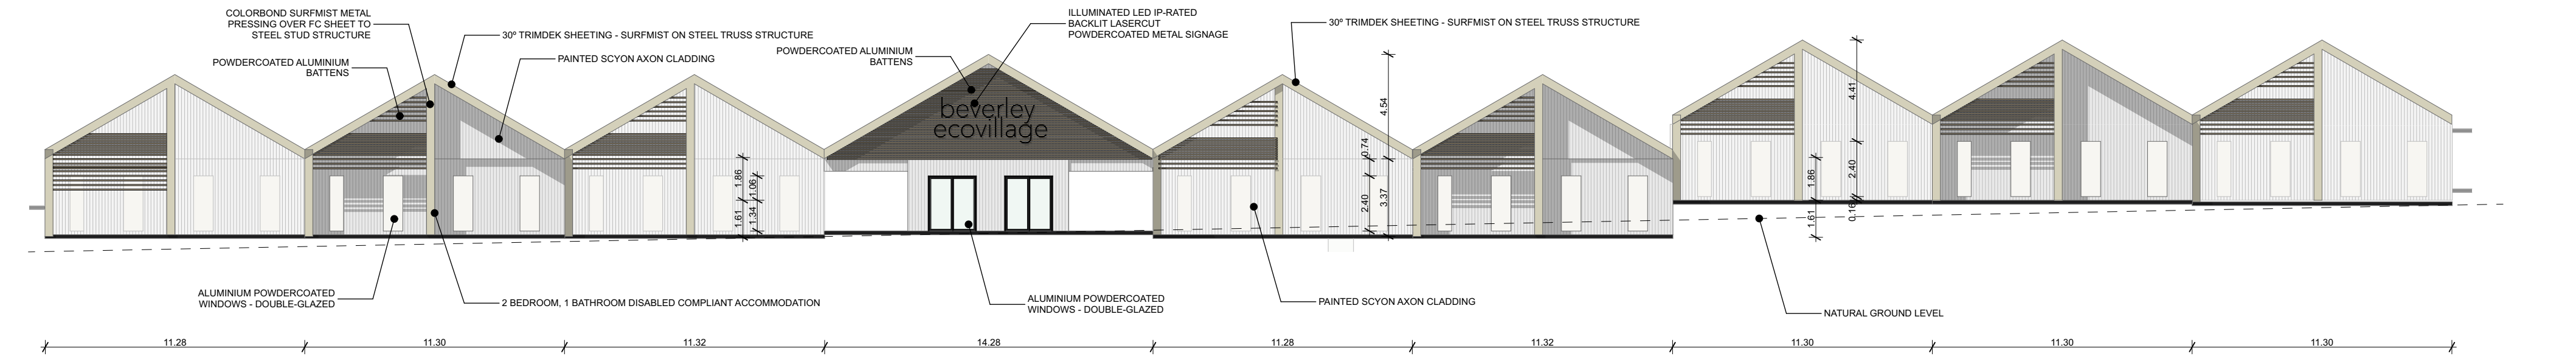 COLORBOND SURFMIST METAL
PRESSING OVER FC SHEET TO
STEEL STUD STRUCTURE
30º TRIMDEK SHEETING - SURFMIST ON STEEL TRUSS STRUCTURE
POWDERCOATED ALUMINIUM
BATTENS
PAINTED SCYON AXON CLADDING
POWDERCOATED ALUMINIUM
BATTENS
ILLUMINATED LED IP-RATED
BACKLIT LASERCUT
POWDERCOATED METAL SIGNAGE
30º TRIMDEK SHEETING - SURFMIST ON STEEL TRUSS STRUCTURE
beverley
ecovillage
1.86
1.06
1.61
1.34
4.54
0.74
2.40
3.37
4.41
2.40
1.86
0.16
1.61
ALUMINIUM POWDERCOATED
WINDOWS - DOUBLE-GLAZED
2 BEDROOM, 1 BATHROOM DISABLED COMPLIANT ACCOMMODATION
ALUMINIUM POWDERCOATED
WINDOWS - DOUBLE-GLAZED
PAINTED SCYON AXON CLADDING
NATURAL GROUND LEVEL
11.28
11.30
11.32
14.28
11.28
11.32
11.30
11.30
11.30